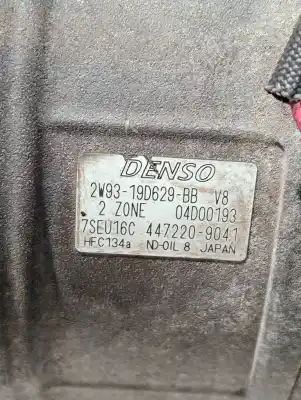 DENSO
2W93-19D629-BB V8
2 ZONE 04D00193
7SEU16C 447220-9041
HFC134a ND-OIL 8 JAPAN